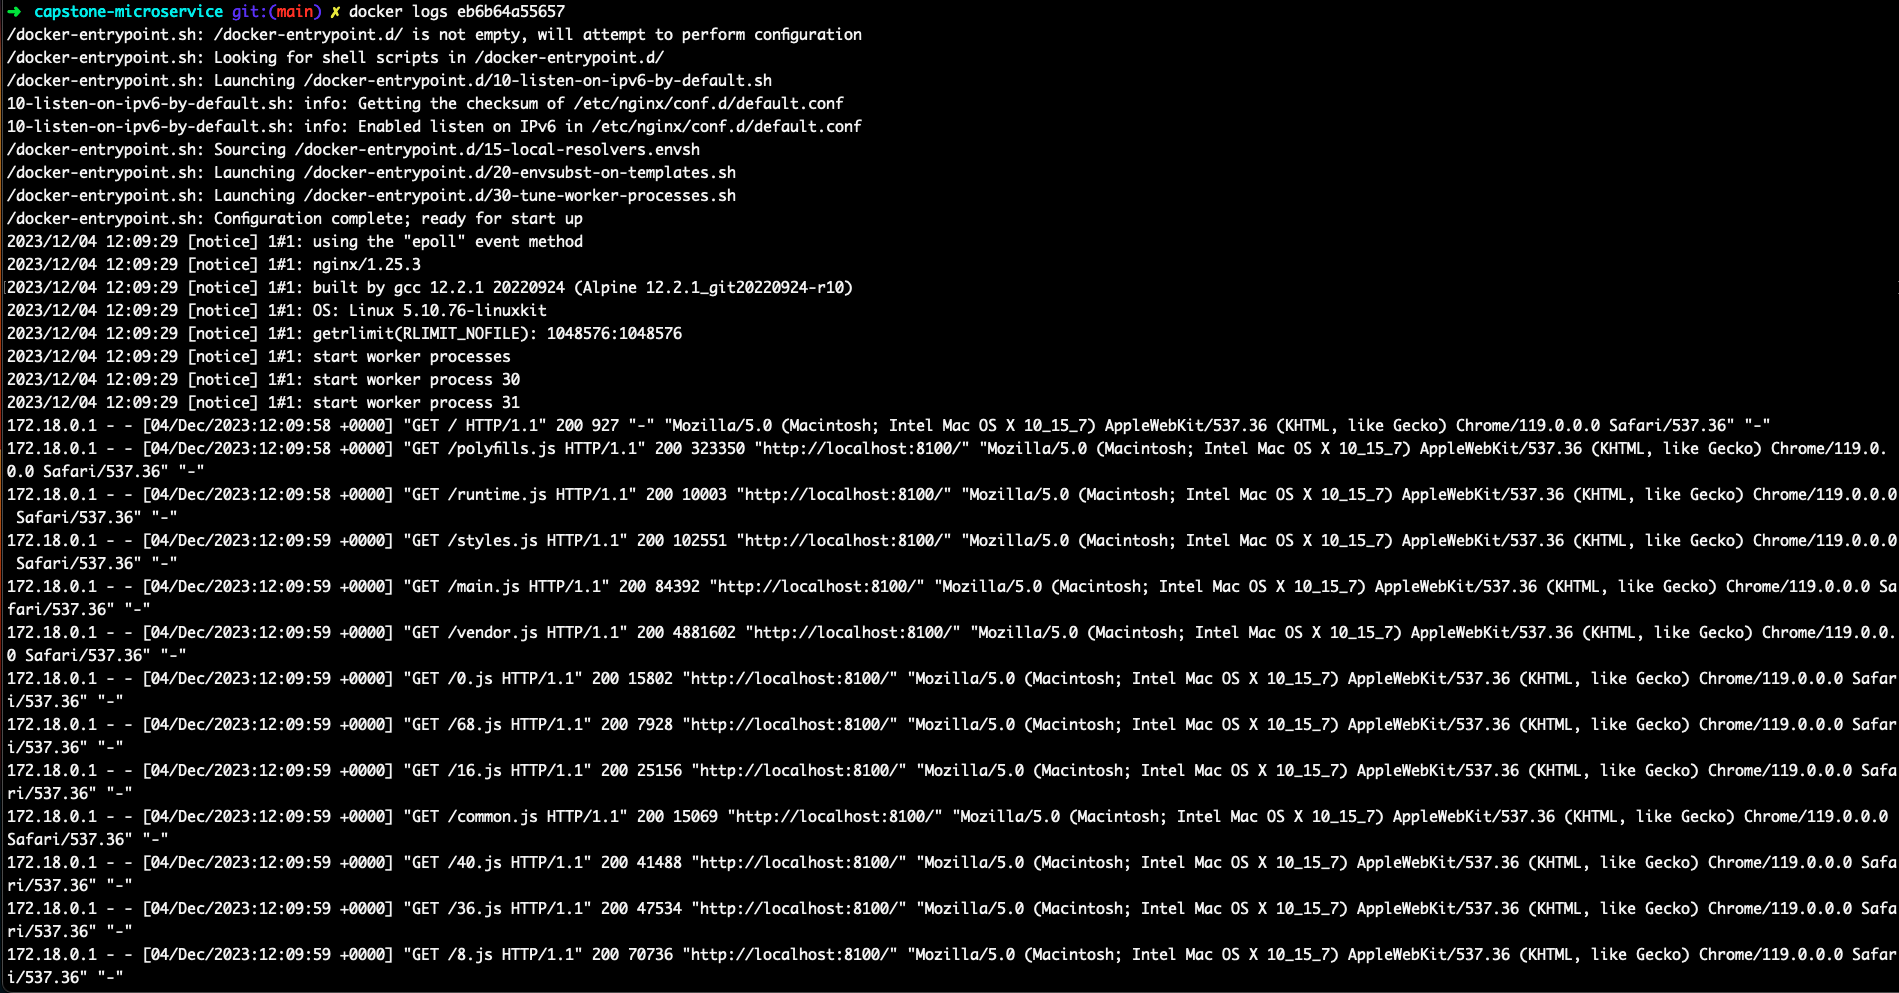 ➜  capstone-microservice git:(main) ✗ docker logs eb6b64a55657
/docker-entrypoint.sh: /docker-entrypoint.d/ is not empty, will attempt to perform configuration
/docker-entrypoint.sh: Looking for shell scripts in /docker-entrypoint.d/
/docker-entrypoint.sh: Launching /docker-entrypoint.d/10-listen-on-ipv6-by-default.sh
10-listen-on-ipv6-by-default.sh: info: Getting the checksum of /etc/nginx/conf.d/default.conf
10-listen-on-ipv6-by-default.sh: info: Enabled listen on IPv6 in /etc/nginx/conf.d/default.conf
/docker-entrypoint.sh: Sourcing /docker-entrypoint.d/15-local-resolvers.envsh
/docker-entrypoint.sh: Launching /docker-entrypoint.d/20-envsubst-on-templates.sh
/docker-entrypoint.sh: Launching /docker-entrypoint.d/30-tune-worker-processes.sh
/docker-entrypoint.sh: Configuration complete; ready for start up
2023/12/04 12:09:29 [notice] 1#1: using the "epoll" event method
2023/12/04 12:09:29 [notice] 1#1: nginx/1.25.3
2023/12/04 12:09:29 [notice] 1#1: built by gcc 12.2.1 20220924 (Alpine 12.2.1_git20220924-r10)
2023/12/04 12:09:29 [notice] 1#1: OS: Linux 5.10.76-linuxkit
2023/12/04 12:09:29 [notice] 1#1: getrlimit(RLIMIT_NOFILE): 1048576:1048576
2023/12/04 12:09:29 [notice] 1#1: start worker processes
2023/12/04 12:09:29 [notice] 1#1: start worker process 30
2023/12/04 12:09:29 [notice] 1#1: start worker process 31
172.18.0.1 - - [04/Dec/2023:12:09:58 +0000] "GET / HTTP/1.1" 200 927 "-" "Mozilla/5.0 (Macintosh; Intel Mac OS X 10_15_7) AppleWebKit/537.36 (KHTML, like Gecko) Chrome/119.0.0.0 Safari/537.36" "-"
172.18.0.1 - - [04/Dec/2023:12:09:58 +0000] "GET /polyfills.js HTTP/1.1" 200 323350 "http://localhost:8100/" "Mozilla/5.0 (Macintosh; Intel Mac OS X 10_15_7) AppleWebKit/537.36 (KHTML, like Gecko) Chrome/119.0.
0.0 Safari/537.36" "-"
172.18.0.1 - - [04/Dec/2023:12:09:58 +0000] "GET /runtime.js HTTP/1.1" 200 10003 "http://localhost:8100/" "Mozilla/5.0 (Macintosh; Intel Mac OS X 10_15_7) AppleWebKit/537.36 (KHTML, like Gecko) Chrome/119.0.0.0
 Safari/537.36" "-"
172.18.0.1 - - [04/Dec/2023:12:09:59 +0000] "GET /styles.js HTTP/1.1" 200 102551 "http://localhost:8100/" "Mozilla/5.0 (Macintosh; Intel Mac OS X 10_15_7) AppleWebKit/537.36 (KHTML, like Gecko) Chrome/119.0.0.0
 Safari/537.36" "-"
172.18.0.1 - - [04/Dec/2023:12:09:59 +0000] "GET /main.js HTTP/1.1" 200 84392 "http://localhost:8100/" "Mozilla/5.0 (Macintosh; Intel Mac OS X 10_15_7) AppleWebKit/537.36 (KHTML, like Gecko) Chrome/119.0.0.0 Sa
fari/537.36" "-"
172.18.0.1 - - [04/Dec/2023:12:09:59 +0000] "GET /vendor.js HTTP/1.1" 200 4881602 "http://localhost:8100/" "Mozilla/5.0 (Macintosh; Intel Mac OS X 10_15_7) AppleWebKit/537.36 (KHTML, like Gecko) Chrome/119.0.0.
0 Safari/537.36" "-"
172.18.0.1 - - [04/Dec/2023:12:09:59 +0000] "GET /0.js HTTP/1.1" 200 15802 "http://localhost:8100/" "Mozilla/5.0 (Macintosh; Intel Mac OS X 10_15_7) AppleWebKit/537.36 (KHTML, like Gecko) Chrome/119.0.0.0 Safar
i/537.36" "-"
172.18.0.1 - - [04/Dec/2023:12:09:59 +0000] "GET /68.js HTTP/1.1" 200 7928 "http://localhost:8100/" "Mozilla/5.0 (Macintosh; Intel Mac OS X 10_15_7) AppleWebKit/537.36 (KHTML, like Gecko) Chrome/119.0.0.0 Safar
i/537.36" "-"
172.18.0.1 - - [04/Dec/2023:12:09:59 +0000] "GET /16.js HTTP/1.1" 200 25156 "http://localhost:8100/" "Mozilla/5.0 (Macintosh; Intel Mac OS X 10_15_7) AppleWebKit/537.36 (KHTML, like Gecko) Chrome/119.0.0.0 Safa
ri/537.36" "-"
172.18.0.1 - - [04/Dec/2023:12:09:59 +0000] "GET /common.js HTTP/1.1" 200 15069 "http://localhost:8100/" "Mozilla/5.0 (Macintosh; Intel Mac OS X 10_15_7) AppleWebKit/537.36 (KHTML, like Gecko) Chrome/119.0.0.0
Safari/537.36" "-"
172.18.0.1 - - [04/Dec/2023:12:09:59 +0000] "GET /40.js HTTP/1.1" 200 41488 "http://localhost:8100/" "Mozilla/5.0 (Macintosh; Intel Mac OS X 10_15_7) AppleWebKit/537.36 (KHTML, like Gecko) Chrome/119.0.0.0 Safa
ri/537.36" "-"
172.18.0.1 - - [04/Dec/2023:12:09:59 +0000] "GET /36.js HTTP/1.1" 200 47534 "http://localhost:8100/" "Mozilla/5.0 (Macintosh; Intel Mac OS X 10_15_7) AppleWebKit/537.36 (KHTML, like Gecko) Chrome/119.0.0.0 Safa
ri/537.36" "-"
172.18.0.1 - - [04/Dec/2023:12:09:59 +0000] "GET /8.js HTTP/1.1" 200 70736 "http://localhost:8100/" "Mozilla/5.0 (Macintosh; Intel Mac OS X 10_15_7) AppleWebKit/537.36 (KHTML, like Gecko) Chrome/119.0.0.0 Safar
i/537.36" "-"